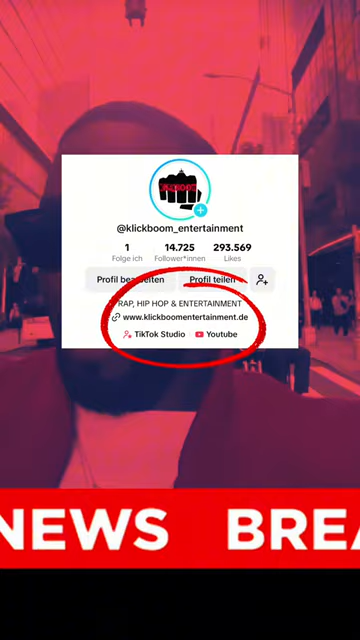 @klickboom_entertainment
1 14.725 293.569
Folge ich Follower*innen Likes
Profil bearbeiten Profil teilen
RAP, HIP HOP & ENTERTAINMENT
www.klickboomentertainment.de
TikTok Studio Youtube
NEWS BREA